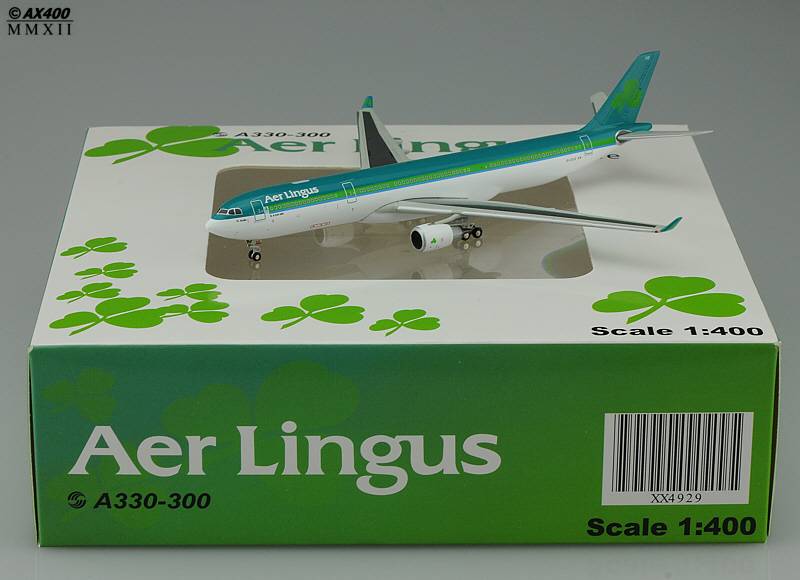 © AX400
MMXII
A330-300
Aer Lingus
Aer Lingus
Scale 1:400
Aer Lingus
A330-300
XX4929
Scale 1:400